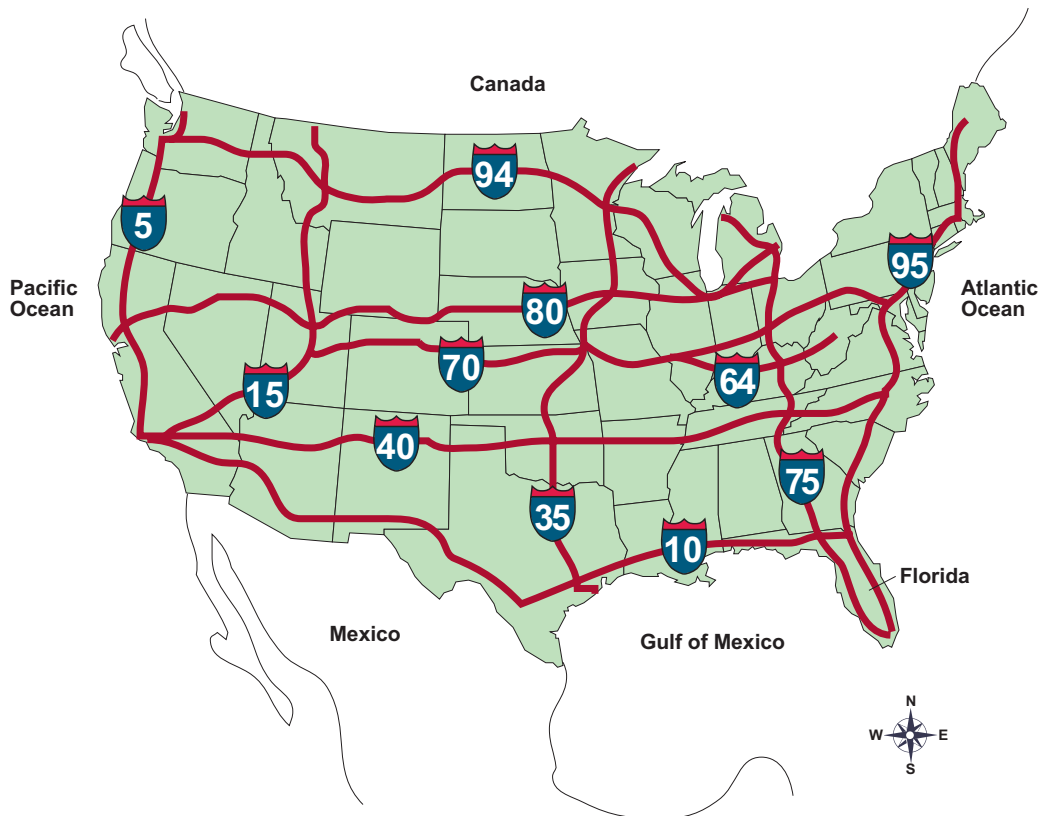 Canada
94
5
95
Pacific
Ocean
Atlantic
Ocean
80
70
64
15
40
75
35
10
Florida
Mexico
Gulf of Mexico
N
W
E
S